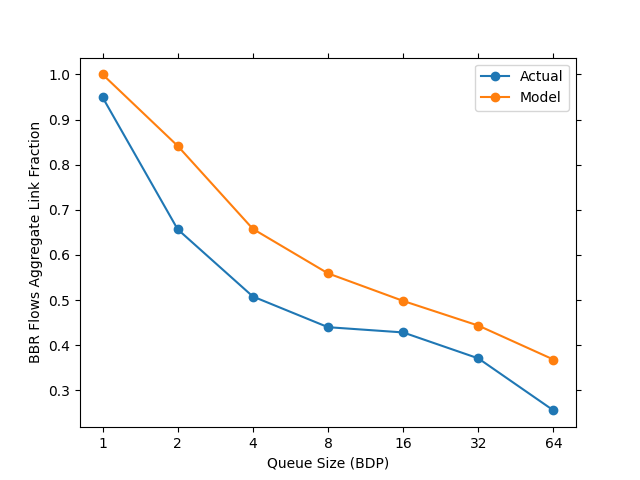 Actual
Model
1.0
0.9
0.8
0.7
0.6
0.5
0.4
0.3
BBR Flows Aggregate Link Fraction
1 2 4 8 16 32 64
Queue Size (BDP)